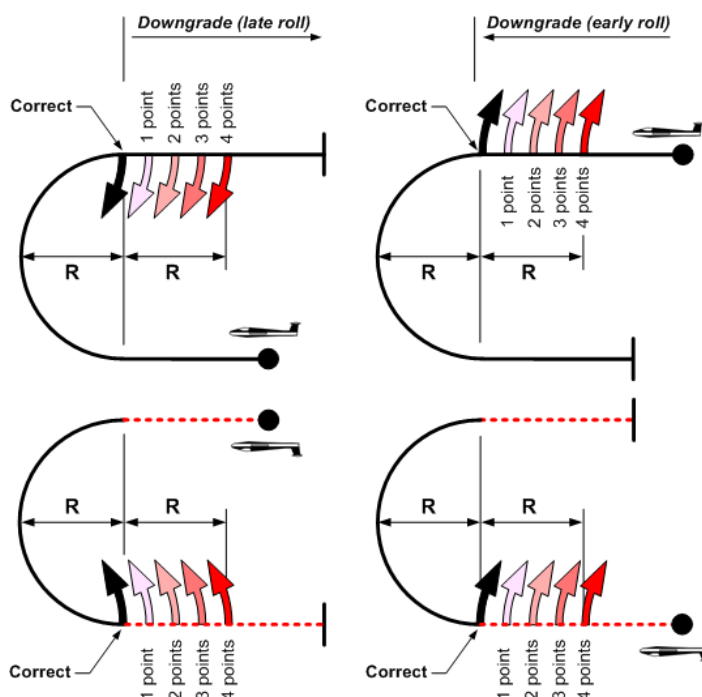 Downgrade (late roll)
Correct
1 point
2 points
3 points
4 points
R
R
Downgrade (early roll)
Correct
1 point
2 points
3 points
4 points
R
R
R
R
1 point
2 points
3 points
4 points
Correct
R
R
1 point
2 points
3 points
4 points
Correct